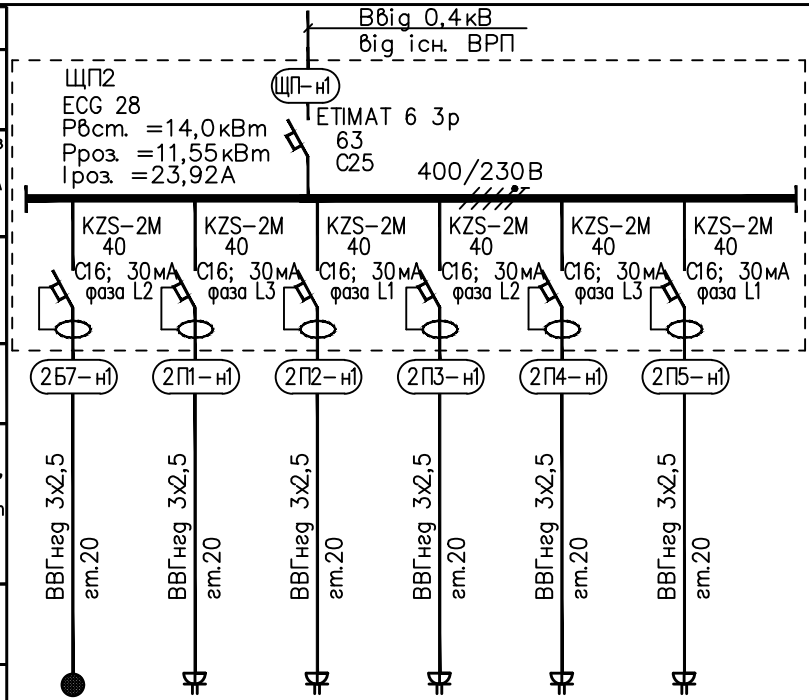 Ввід 0,4кВ
від існ. ВРП
ЩП2
ECG 28
Рвст. =14,0кВт
Рроз. =11,55кВт
Ipоз. =23,92А
ЩП-н1
ETIMAT 6 3р
63
C25
400/230В
KZS-2M
40
C16; 30мА
фаза L2
KZS-2M
40
C16; 30мА
фаза L3
KZS-2M
40
C16; 30мА
фаза L1
KZS-2M
40
C16; 30мА
фаза L2
KZS-2M
40
C16; 30мА
фаза L3
KZS-2M
40
C16; 30мА
фаза L1
2Б7-н1
2П1-н1
2П2-н1
2П3-н1
2П4-н1
2П5-н1
ВВГнгд 3х2,5
гт.20
ВВГнгд 3х2,5
гт.20
ВВГнгд 3х2,5
гт.20
ВВГнгд 3х2,5
гт.20
ВВГнгд 3х2,5
гт.20
ВВГнгд 3х2,5
гт.20